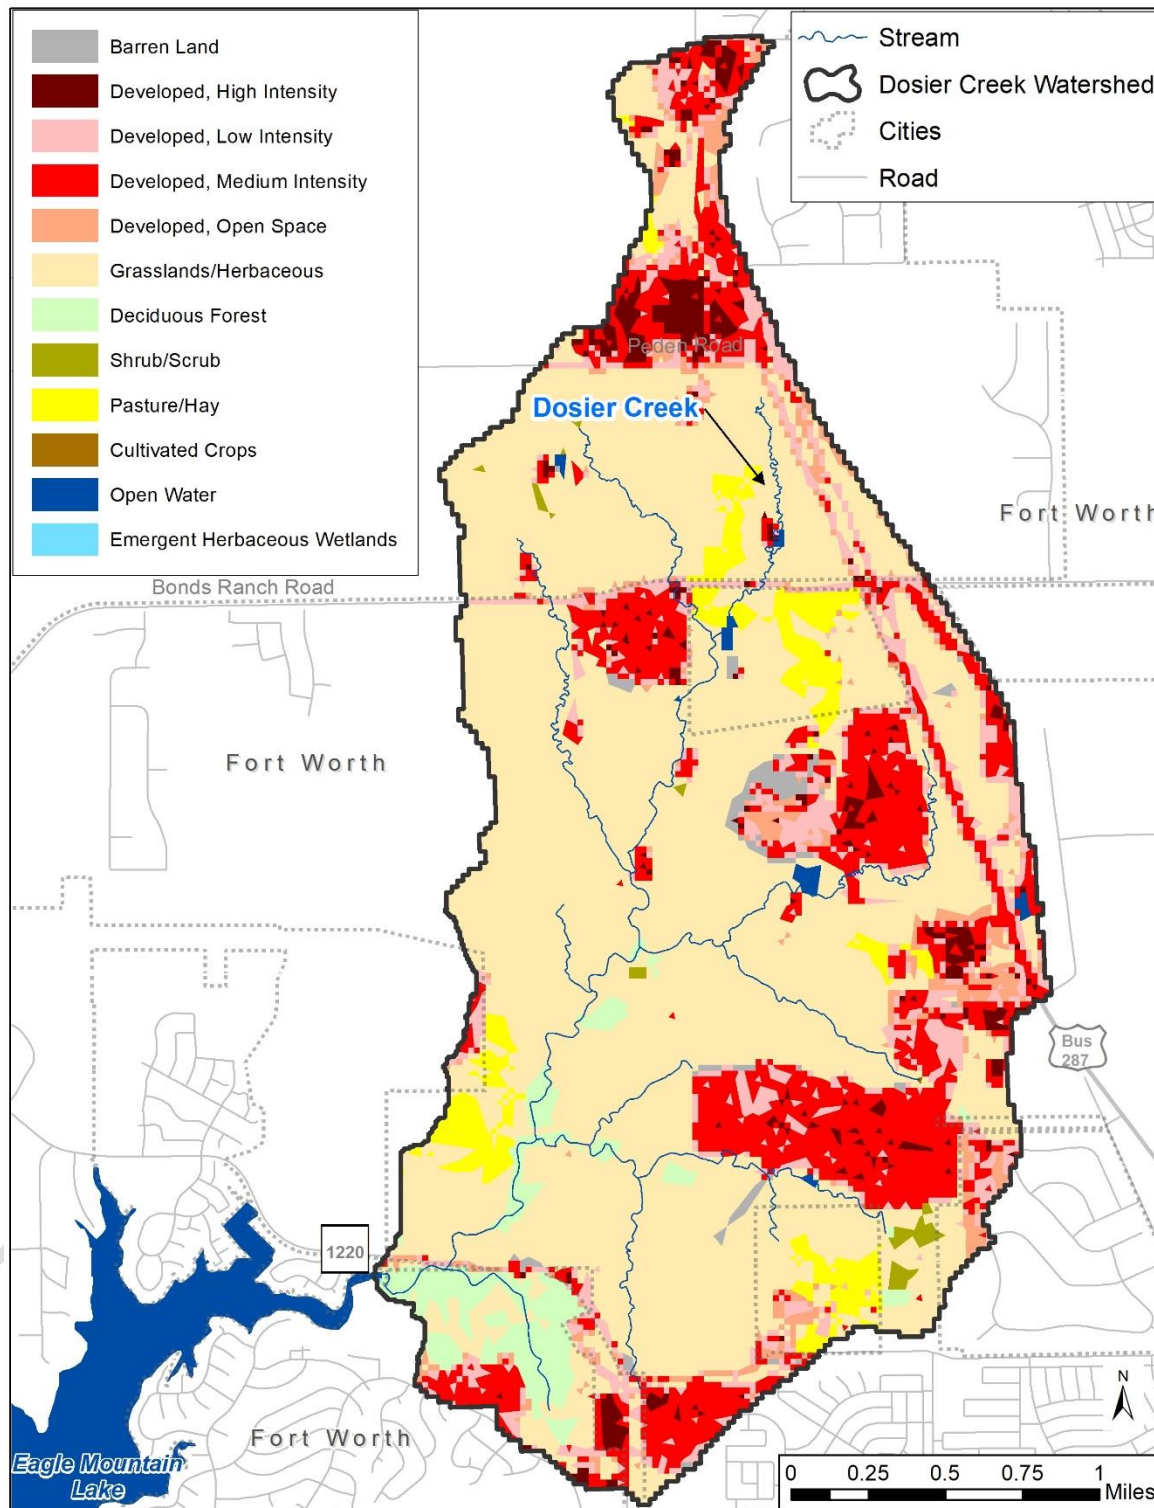 Barren Land
Developed, High Intensity
Developed, Low Intensity
Developed, Medium Intensity
Developed, Open Space
Grasslands/Herbaceous
Deciduous Forest
Shrub/Scrub
Pasture/Hay
Cultivated Crops
Open Water
Emergent Herbaceous Wetlands
Stream
Dosier Creek Watershed
Cities
Road
Peden Road
Dosier Creek
Fort Worth
Bonds Ranch Road
Fort Worth
Bus
287
1220
Fort Worth
Eagle Mountain
Lake
N
0 0.25 0.5 0.75 1
Miles